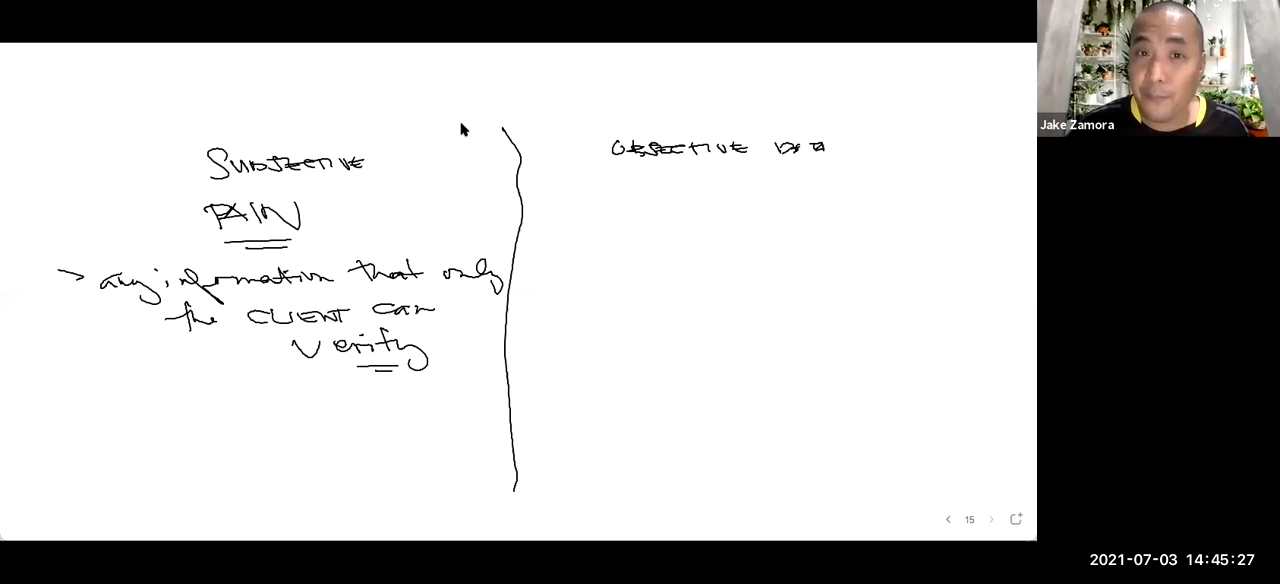 SUBJECTIVE
PAIN
→ any information that only
the CLIENT can
verify
OBJECTIVE
Jake Zamora
15
2021-07-03 14:45:27